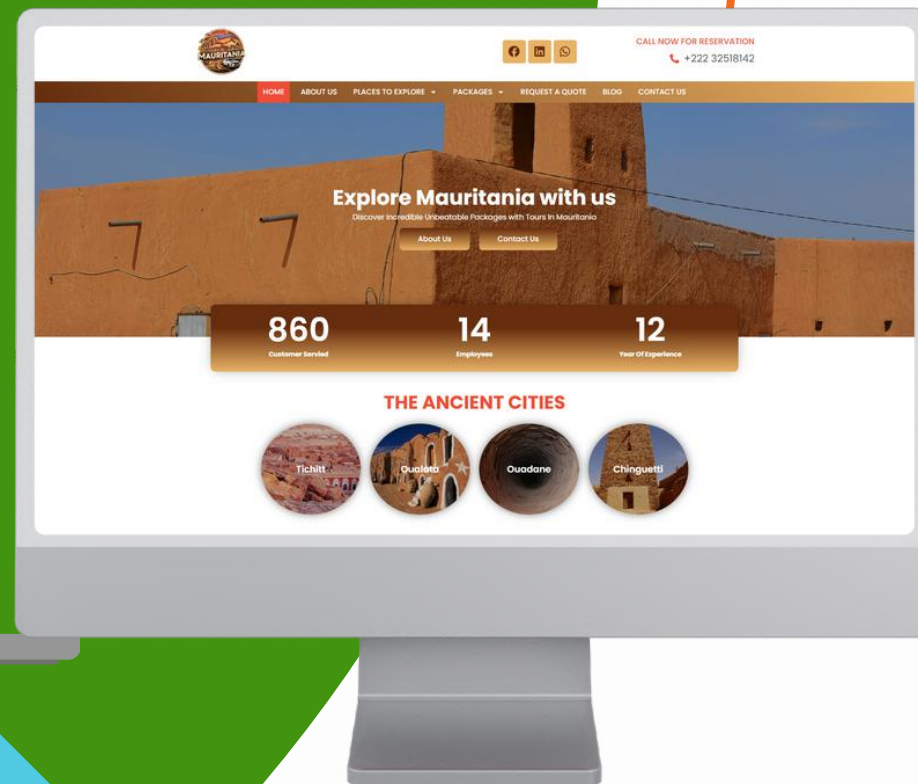 MAURITANIA
CALL NOW FOR RESERVATION
+222 32518142
HOME ABOUT US PLACES TO EXPLORE PACKAGES REQUEST A QUOTE BLOG CONTACT US
Explore Mauritania with us
Discover Incredible Unbeatable Packages with Tours In Mauritania
About Us Contact Us
860 14 12
Customer Servied Employees Year Of Experience
THE ANCIENT CITIES
Tichitt Oualata Ouadane Chinguetti